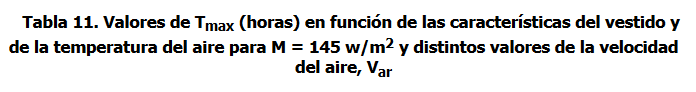 Tabla 11. Valores de Tmax (horas) en función de las características del vestido y
de la temperatura del aire para M = 145 w/m2 y distintos valores de la velocidad
del aire, Var